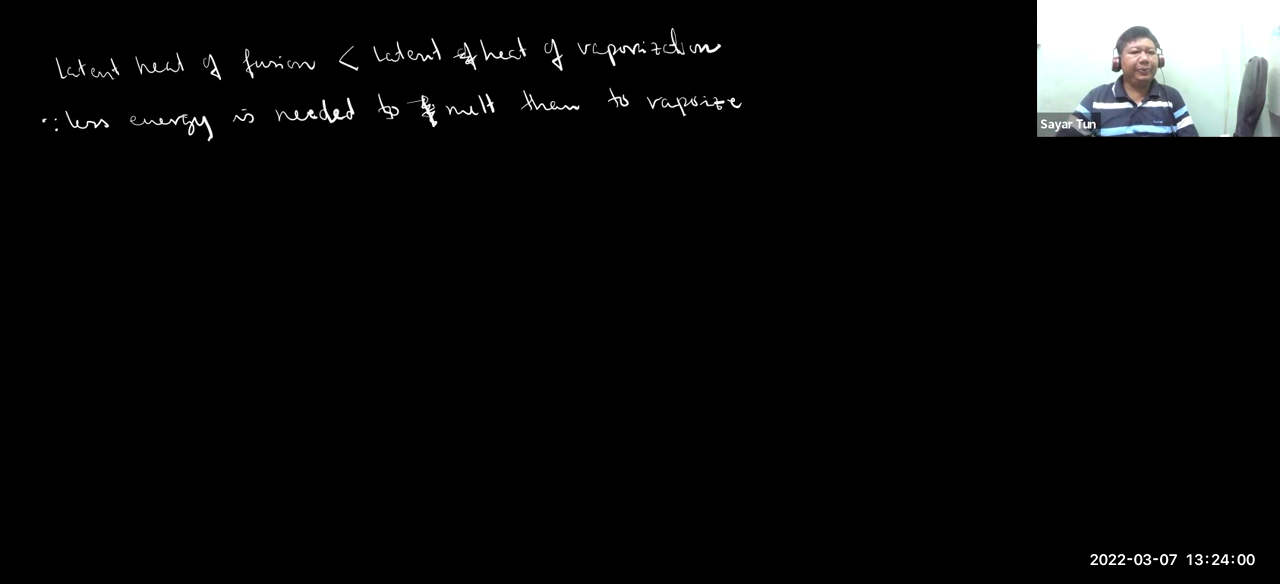 latent heat of fusion < latent heat of vaporization
∵ less energy is needed to melt than to vaporize
Sayar Tun
2022-03-07 13:24:00